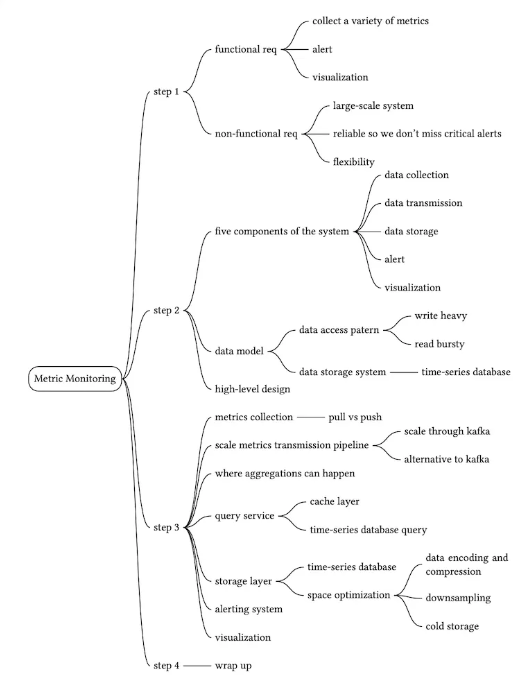 Metric Monitoring
step 1
functional req
collect a variety of metrics
alert
visualization
non-functional req
large-scale system
reliable so we don't miss critical alerts
flexibility
step 2
five components of the system
data collection
data transmission
data storage
alert
visualization
data model
data access patern
write heavy
read bursty
data storage system
time-series database
high-level design
step 3
metrics collection
pull vs push
scale metrics transmission pipeline
scale through kafka
alternative to kafka
where aggregations can happen
query service
cache layer
time-series database query
storage layer
time-series database
space optimization
data encoding and
compression
downsampling
cold storage
alerting system
visualization
step 4
wrap up